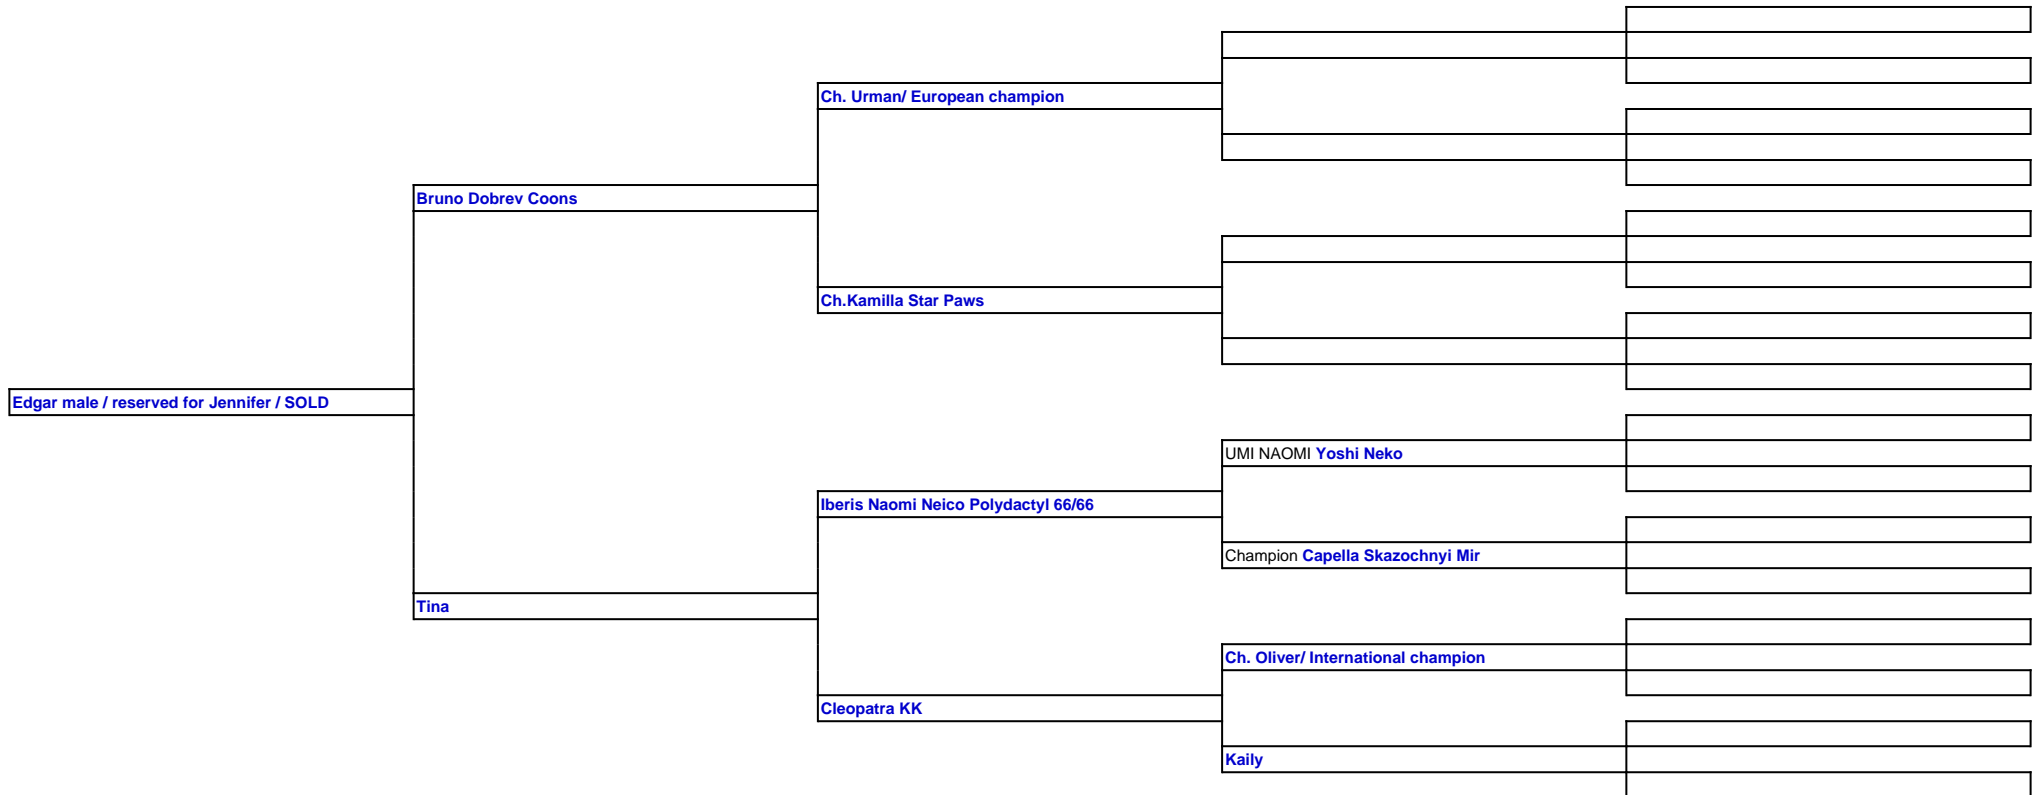 Ch. Urman/ European champion
Bruno Dobrev Coons
Ch.Kamilla Star Paws
Edgar male / reserved for Jennifer / SOLD
UMI NAOMI Yoshi Neko
Iberis Naomi Neico Polydactyl 66/66
Champion Capella Skazochnyi Mir
Tina
Ch. Oliver/ International champion
Cleopatra KK
Kaily